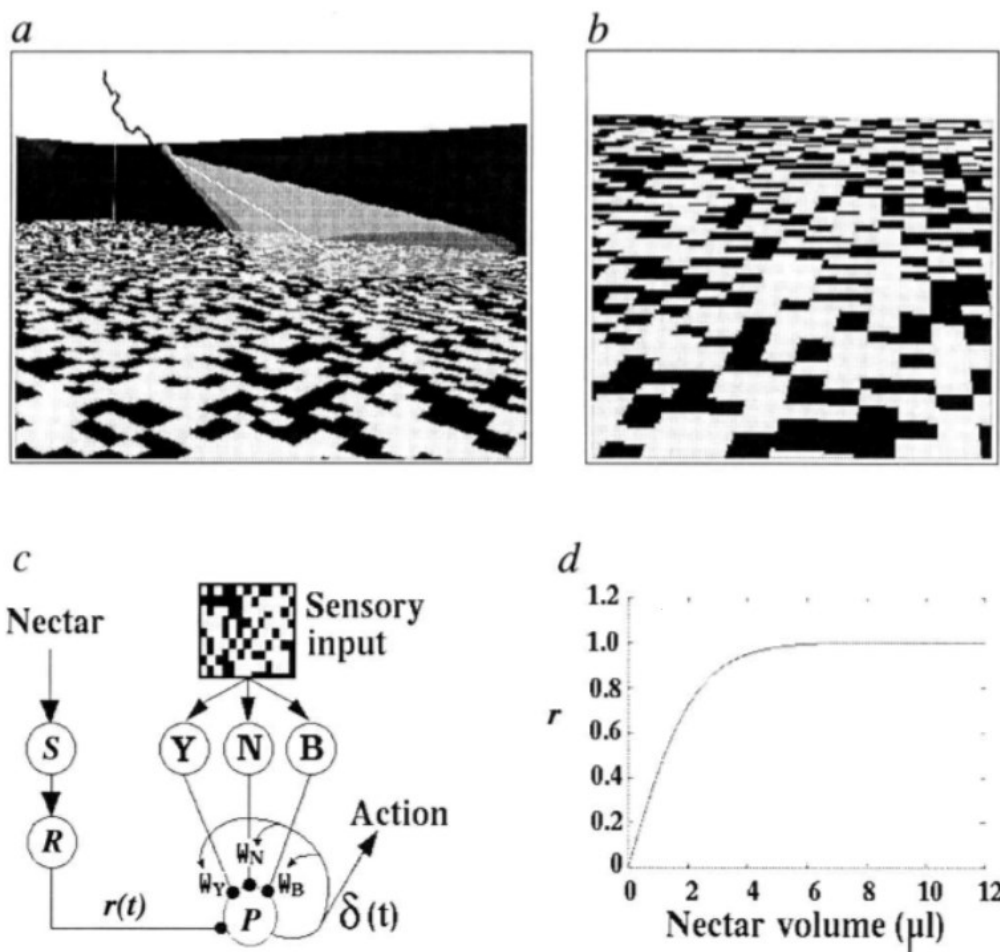 a
b
c
Nectar
S
R
r(t)
Sensory
input
Y N B
Action
W_N
W_Y W_B
P
δ(t)
d
1.2
1.0
0.8
r
0.6
0.4
0.2
0
0 2 4 6 8 10 12
Nectar volume (µl)